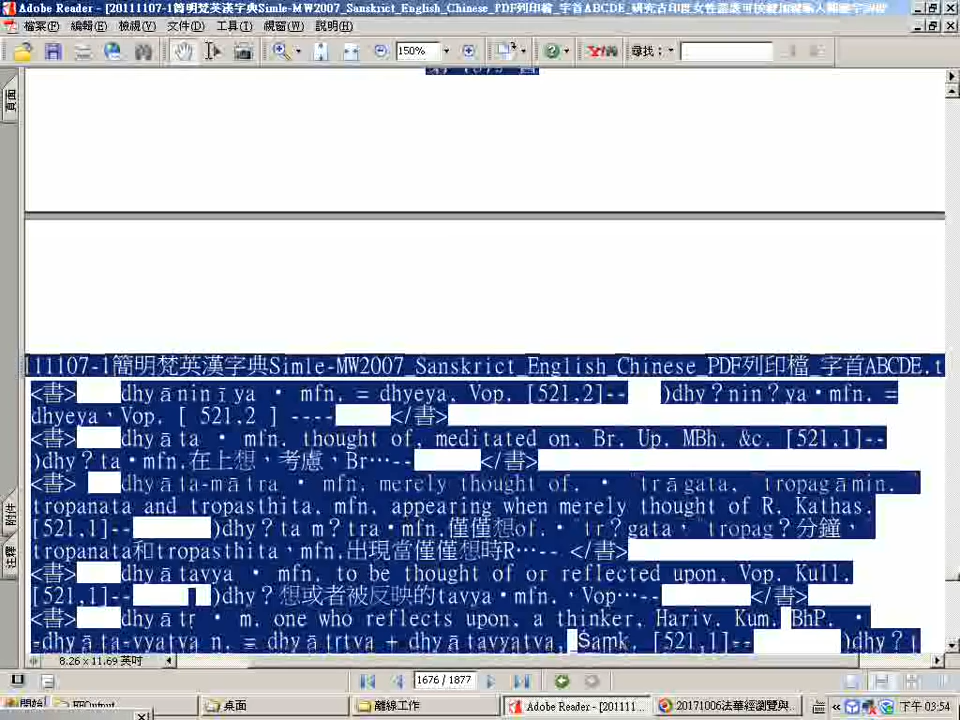 Adobe Reader - [20111107-1簡明梵英漢字典Simle-MW2007_Sanskrict_English_Chinese_PDF列印檔_字首ABCDE_研究古印度女性
檔案(F) 編輯(E) 檢視(V) 文件(D) 工具(T) 視窗(W) 說明(H)
150% 尋找:
頁面
11107-1簡明梵英漢字典Simle-MW2007_Sanskrict_English_Chinese_PDF列印檔_字首ABCDE.t
<書> dhyāninīya · mfn. = dhyeya, Vop. [521,2]-- )dhy?nin?ya·mfn. =
dhyeya,Vop. [ 521.2 ] ---- </書>
<書> dhyāta · mfn. thought of, meditated on, Br. Up. MBh. &c. [521,1]--
)dhy?ta·mfn.在上想、考慮,Br…-- </書>
<書> dhyāta-mātra · mfn. merely thought of, · °trāgata, °tropagāmin, °
tropanata and tropasthita, mfn. appearing when merely thought of R. Kathas.
[521,1]-- )dhy?ta m?tra·mfn.僅僅想of,·°tr?gata,°tropag?分鐘,°
tropanata和tropasthita,mfn.出現當僅僅想時R…-- </書>
<書> dhyātavya · mfn. to be thought of or reflected upon, Vop. Kull.
[521,1]-- )dhy?想或者被反映的tavya·mfn.,Vop…-- </書>
<書> dhyātr · m. one who reflects upon, a thinker, Hariv. Kum. BhP. ·
-dhyāta-vyatva n. = dhyātrtva + dhyātavyatva, Śamk. [521,1]-- )dhy?t
附件
註釋
8.26 x 11.69 英吋
1676 / 1877
開始 桌面 離線工作 Adobe Reader - [2011... 20171006法華經瀏覽與... 下午 03:54